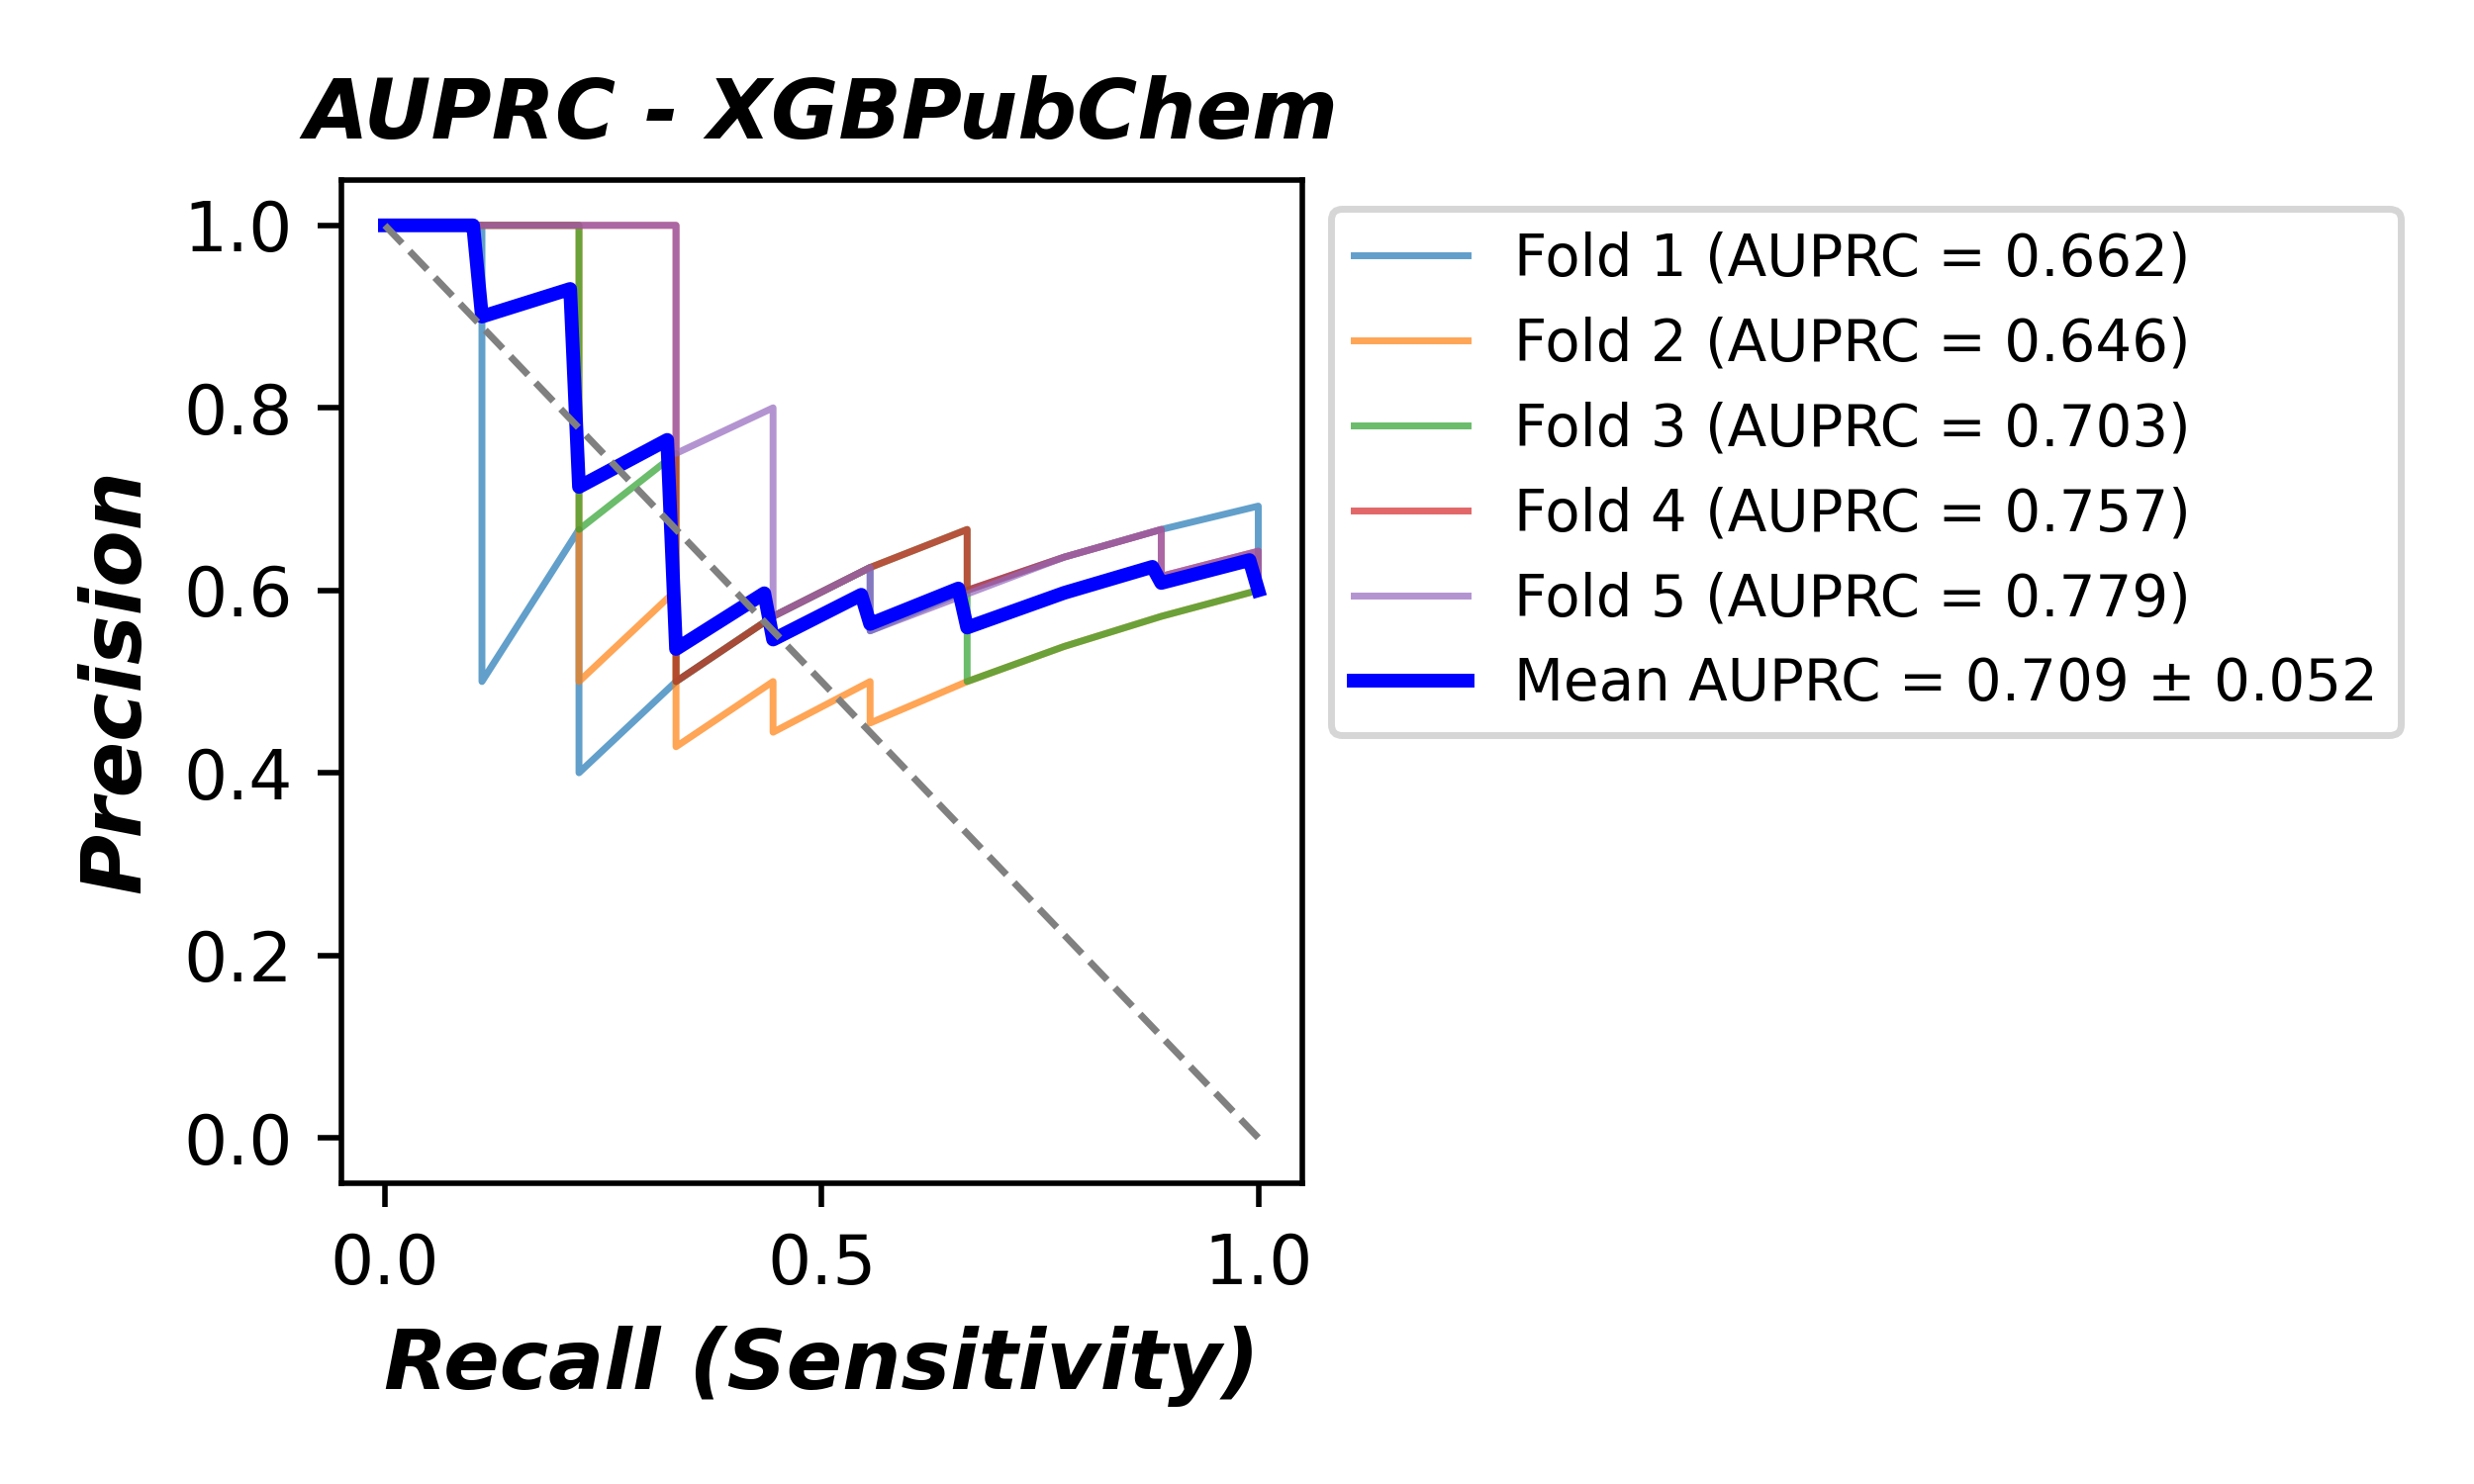 AUPRC - XGBPubChem
Precision
1.0
0.8
0.6
0.4
0.2
0.0
0.0 0.5 1.0
Recall (Sensitivity)
Fold 1 (AUPRC = 0.662)
Fold 2 (AUPRC = 0.646)
Fold 3 (AUPRC = 0.703)
Fold 4 (AUPRC = 0.757)
Fold 5 (AUPRC = 0.779)
Mean AUPRC = 0.709 ± 0.052